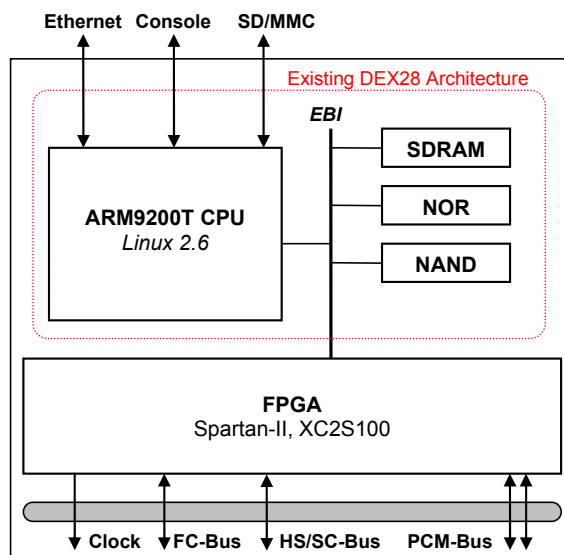 Ethernet Console SD/MMC
Existing DEX28 Architecture
EBI
SDRAM
ARM9200T CPU
Linux 2.6
NOR
NAND
FPGA
Spartan-II, XC2S100
Clock FC-Bus HS/SC-Bus PCM-Bus